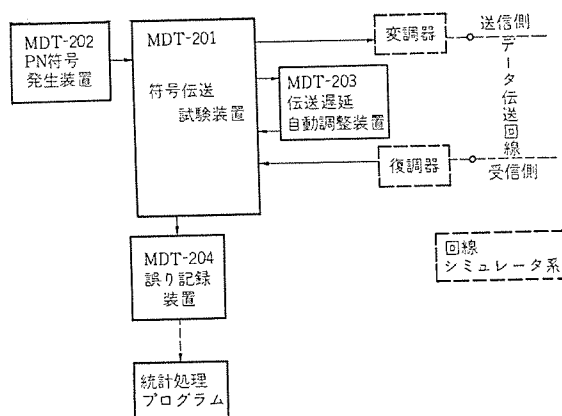 MDT-202
PN符号
発生装置
MDT-201
符号伝送
試験装置
変調器
送信側
データ伝送回線
MDT-203
伝送遅延
自動調整装置
復調器
受信側
MDT-204
誤り記録
装置
回線
シミュレータ系
統計処理
プログラム